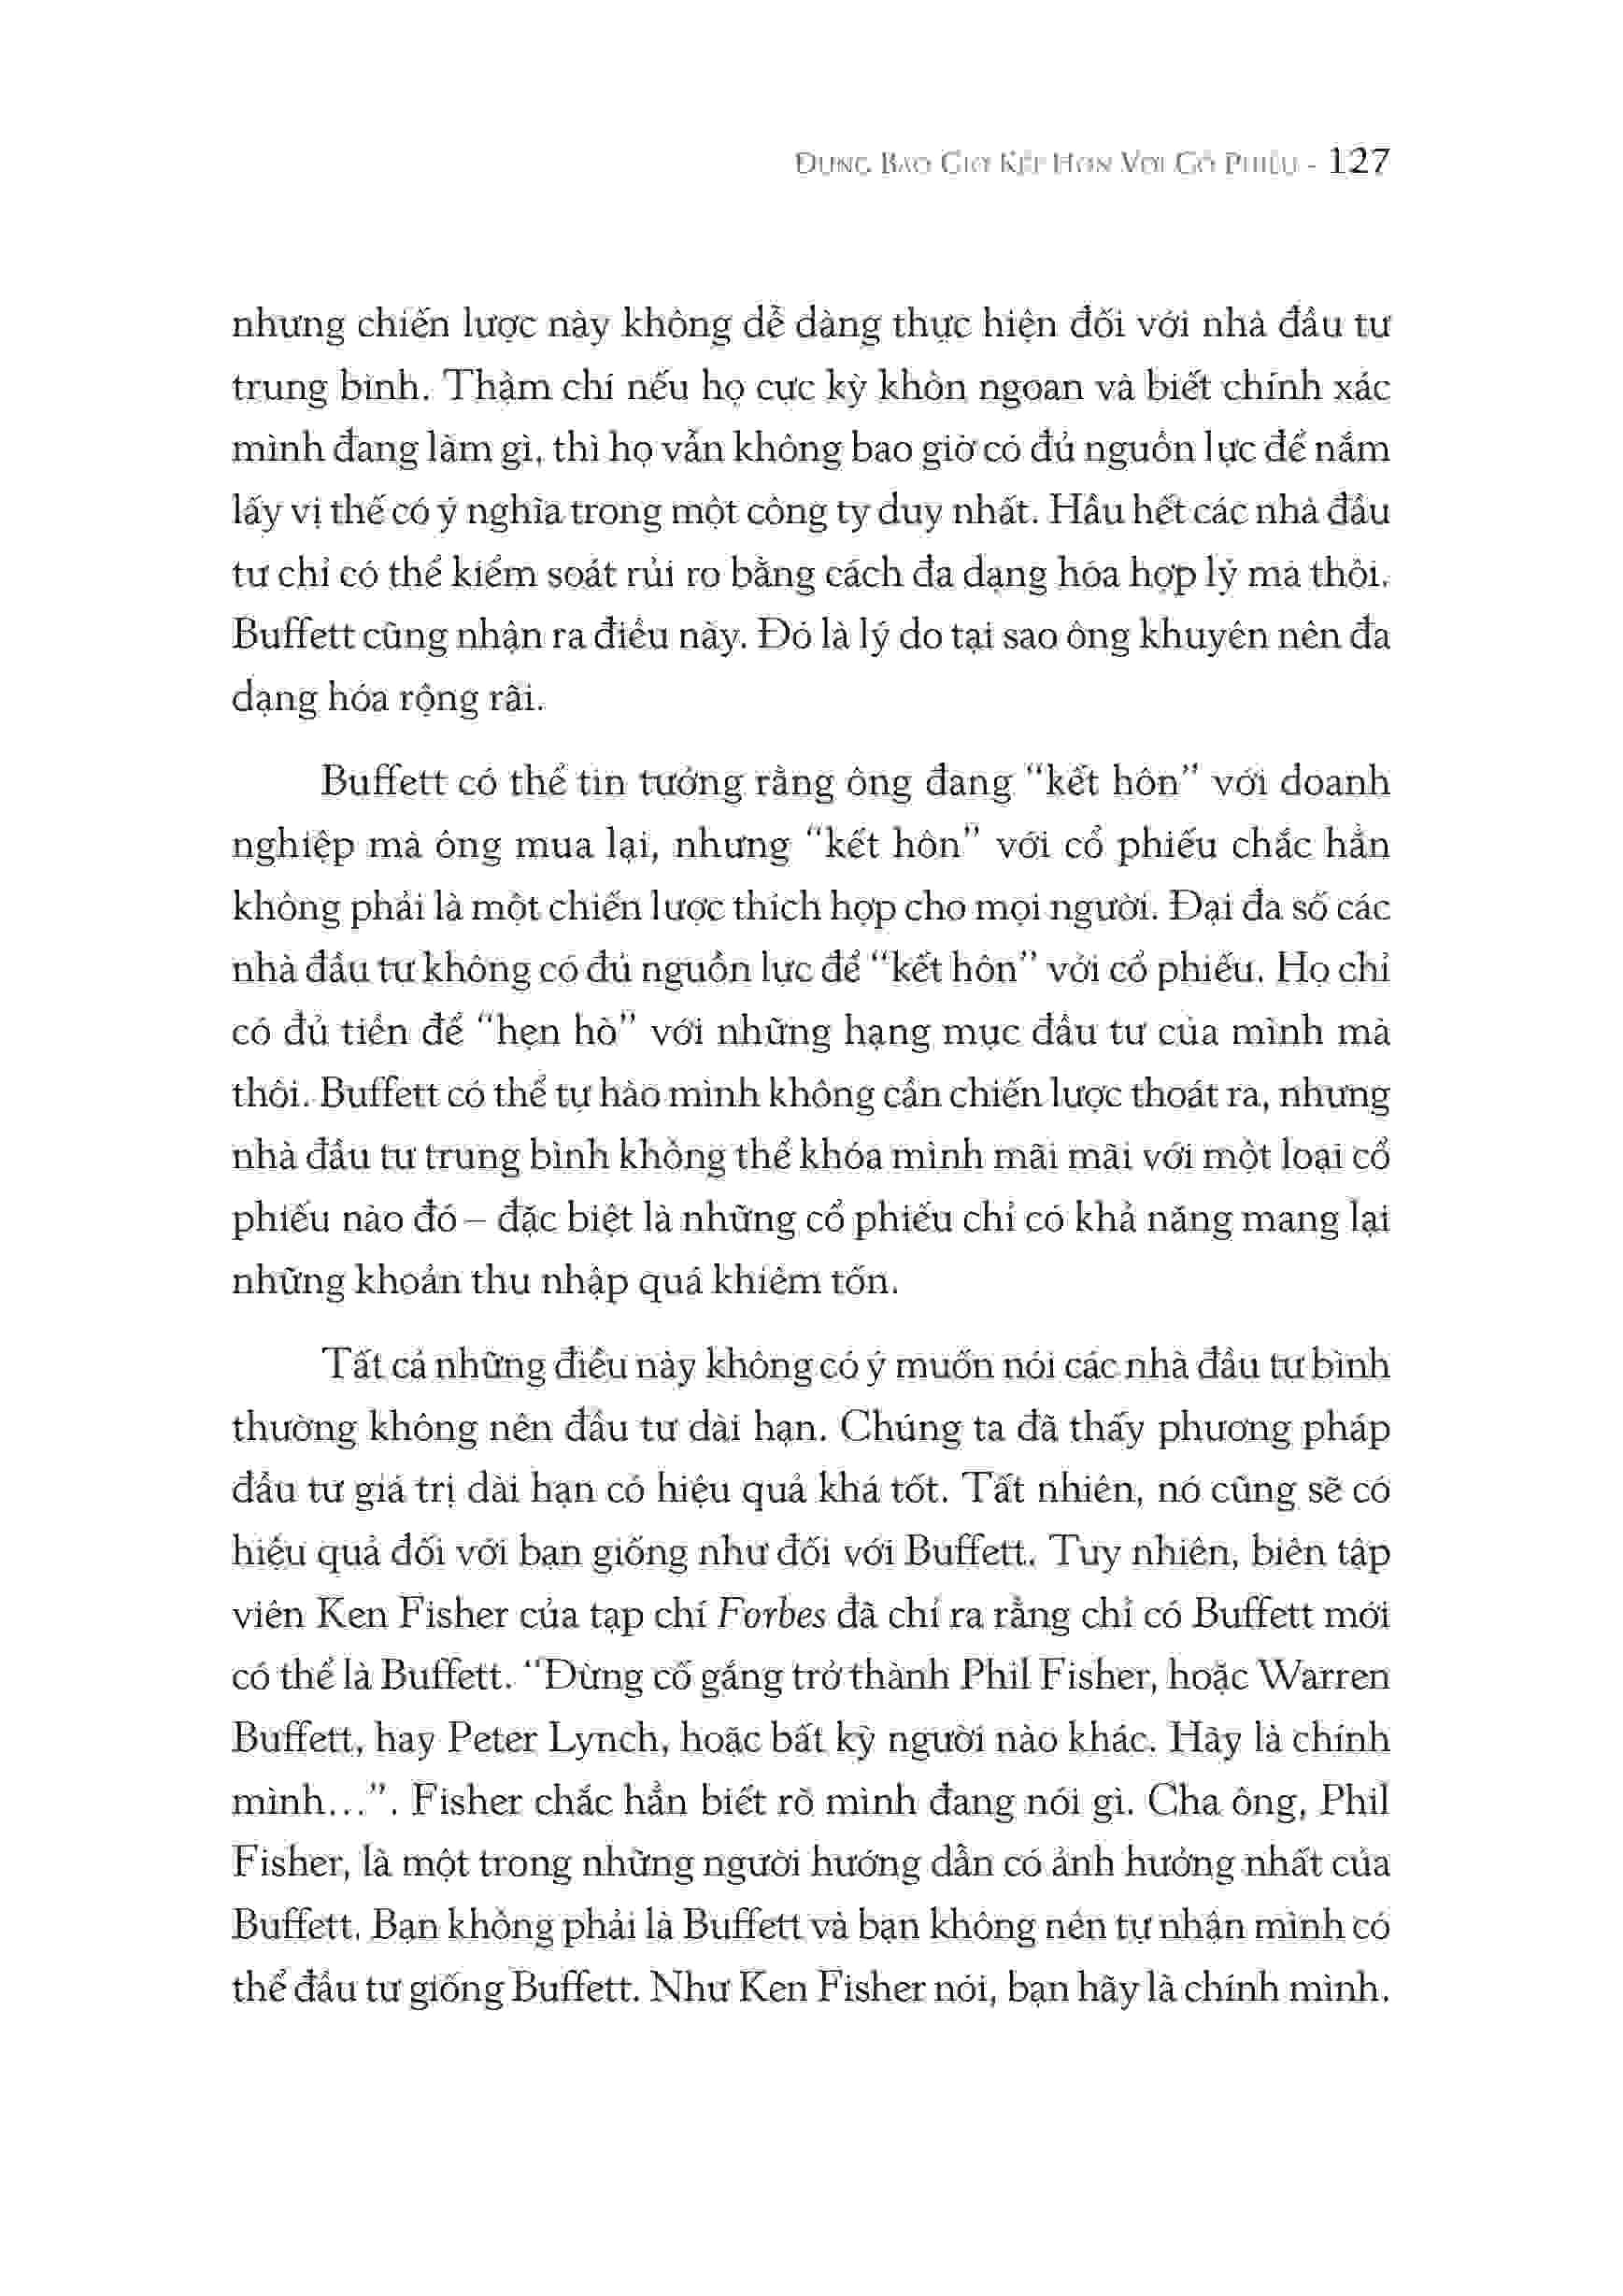 ĐỪNG BAO GIỜ KẾT HÔN VỚI CỔ PHIẾU - 127
nhưng chiến lược này không dễ dàng thực hiện đối với nhà đầu tư
trung bình. Thậm chí nếu họ cực kỳ khôn ngoan và biết chính xác
mình đang làm gì, thì họ vẫn không bao giờ có đủ nguồn lực để nắm
lấy vị thế có ý nghĩa trong một công ty duy nhất. Hầu hết các nhà đầu
tư chỉ có thể kiểm soát rủi ro bằng cách đa dạng hóa hợp lý mà thôi.
Buffett cũng nhận ra điều này. Đó là lý do tại sao ông khuyên nên đa
dạng hóa rộng rãi.
Buffett có thể tin tưởng rằng ông đang “kết hôn” với doanh
nghiệp mà ông mua lại, nhưng “kết hôn” với cổ phiếu chắc hẳn
không phải là một chiến lược thích hợp cho mọi người. Đại đa số các
nhà đầu tư không có đủ nguồn lực để “kết hôn” với cổ phiếu. Họ chỉ
có đủ tiền để “hẹn hò” với những hạng mục đầu tư của mình mà
thôi. Buffett có thể tự hào mình không cần chiến lược thoát ra, nhưng
nhà đầu tư trung bình không thể khóa mình mãi mãi với một loại cổ
phiếu nào đó – đặc biệt là những cổ phiếu chỉ có khả năng mang lại
những khoản thu nhập quá khiêm tốn.
Tất cả những điều này không có ý muốn nói các nhà đầu tư bình
thường không nên đầu tư dài hạn. Chúng ta đã thấy phương pháp
đầu tư giá trị dài hạn có hiệu quả khá tốt. Tất nhiên, nó cũng sẽ có
hiệu quả đối với bạn giống như đối với Buffett. Tuy nhiên, biên tập
viên Ken Fisher của tạp chí Forbes đã chỉ ra rằng chỉ có Buffett mới
có thể là Buffett. “Đừng cố gắng trở thành Phil Fisher, hoặc Warren
Buffett, hay Peter Lynch, hoặc bất kỳ người nào khác. Hãy là chính
mình…”. Fisher chắc hẳn biết rõ mình đang nói gì. Cha ông, Phil
Fisher, là một trong những người hướng dẫn có ảnh hưởng nhất của
Buffett. Bạn không phải là Buffett và bạn không nên tự nhận mình có
thể đầu tư giống Buffett. Như Ken Fisher nói, bạn hãy là chính mình.